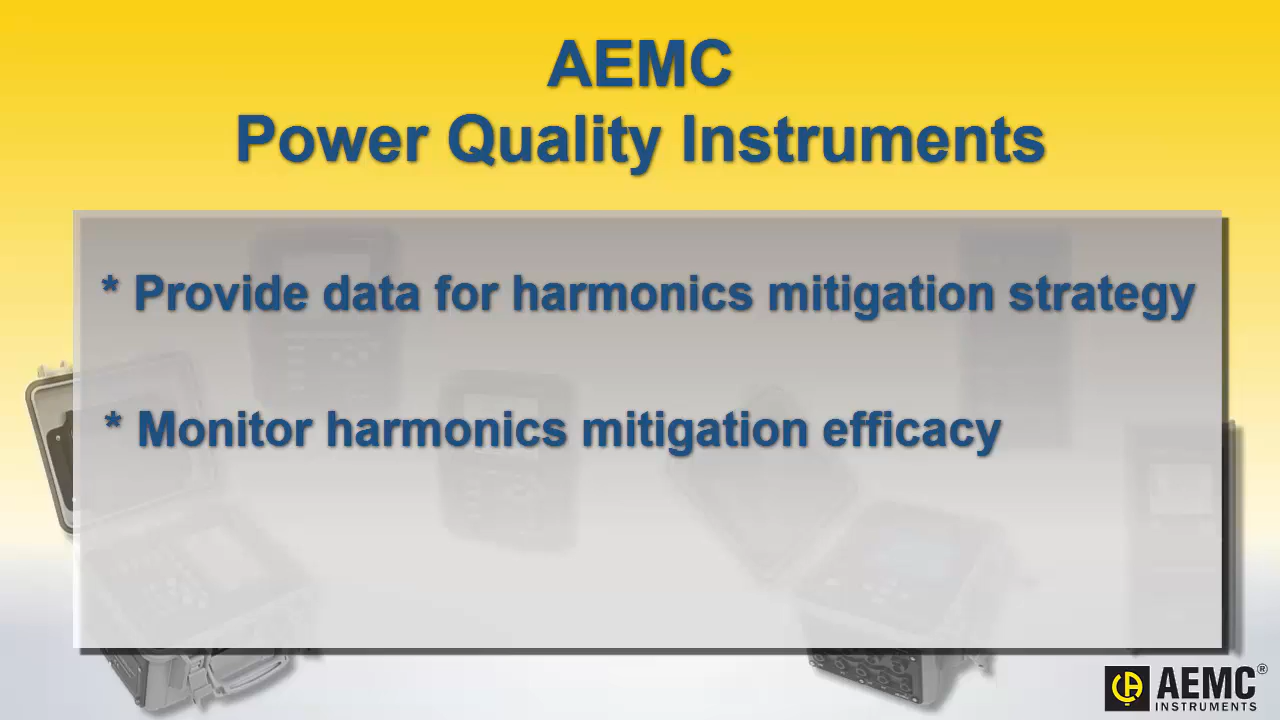 AEMC
Power Quality Instruments
* Provide data for harmonics mitigation strategy
* Monitor harmonics mitigation efficacy
AEMC®
INSTRUMENTS